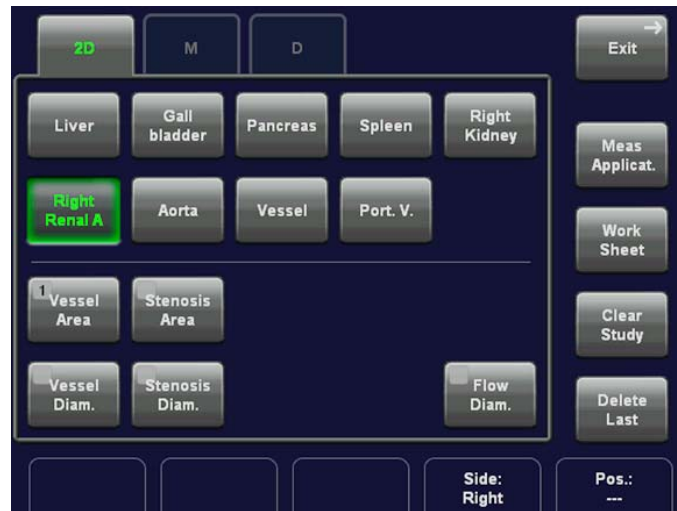 2D
M
D
Exit
Liver
Gall
bladder
Pancreas
Spleen
Right
Kidney
Meas
Applicat.
Right
Renal A
Aorta
Vessel
Port. V.
Work
Sheet
1
Vessel
Area
Stenosis
Area
Clear
Study
Vessel
Diam.
Stenosis
Diam.
Flow
Diam.
Delete
Last
Side:
Right
Pos.:
---